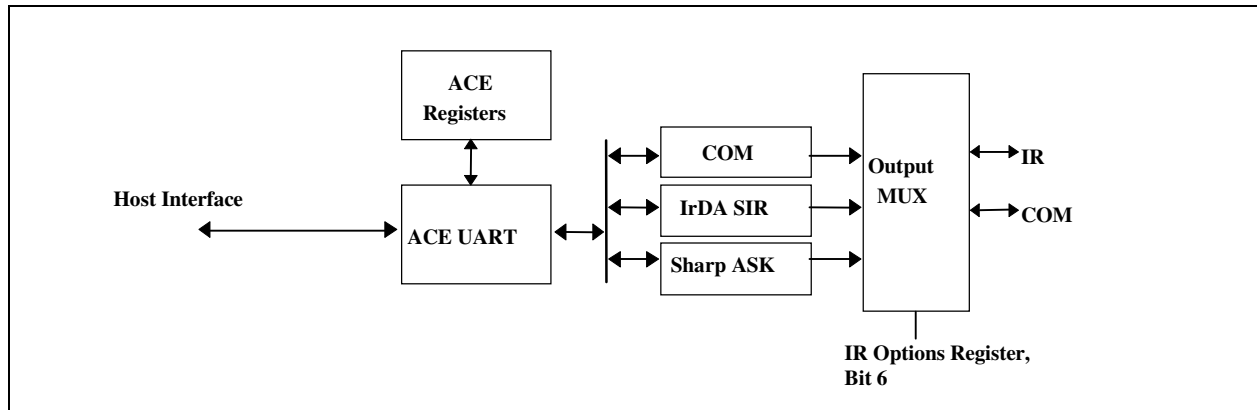 ACE
Registers
COM
Output
MUX
IR
IrDA SIR
Host Interface
COM
ACE UART
Sharp ASK
IR Options Register,
Bit 6